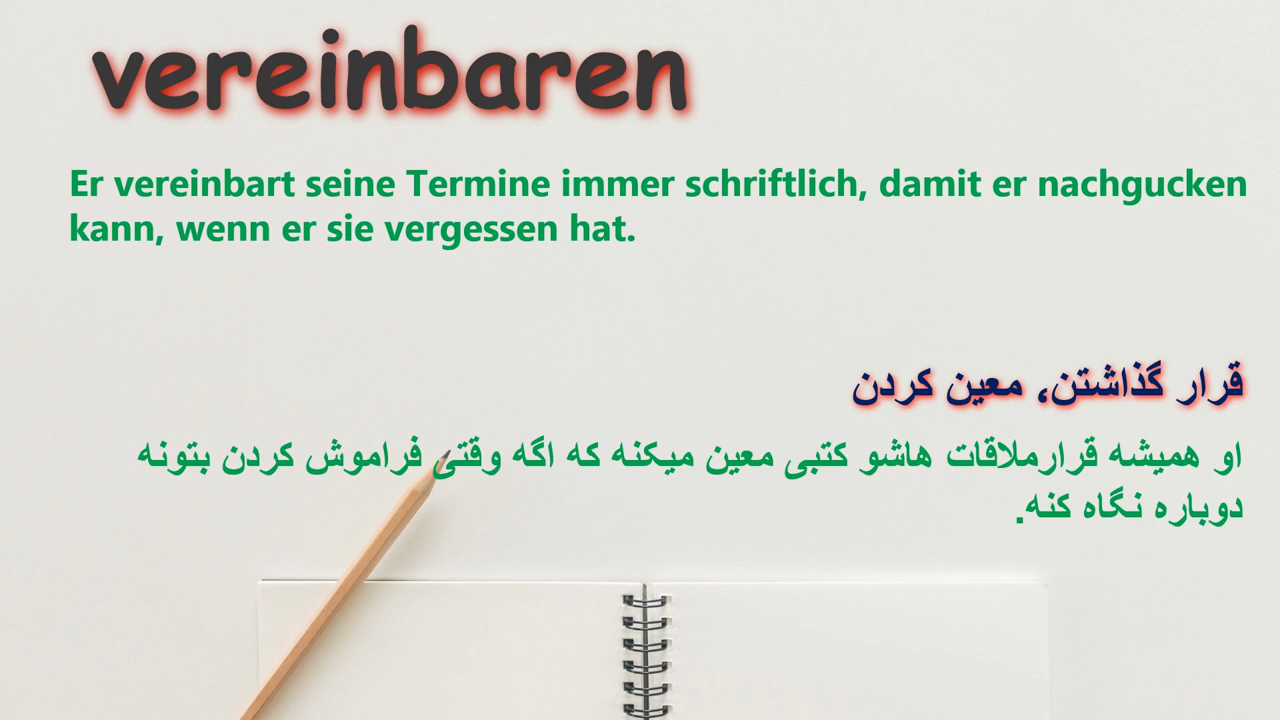 vereinbaren
Er vereinbart seine Termine immer schriftlich, damit er nachgucken
kann, wenn er sie vergessen hat.
قرار گذاشتن، معین کردن
او همیشه قرارملاقات هاشو کتبی معین میکنه که اگه وقتی فراموش کردن بتونه
دوباره نگاه کنه.